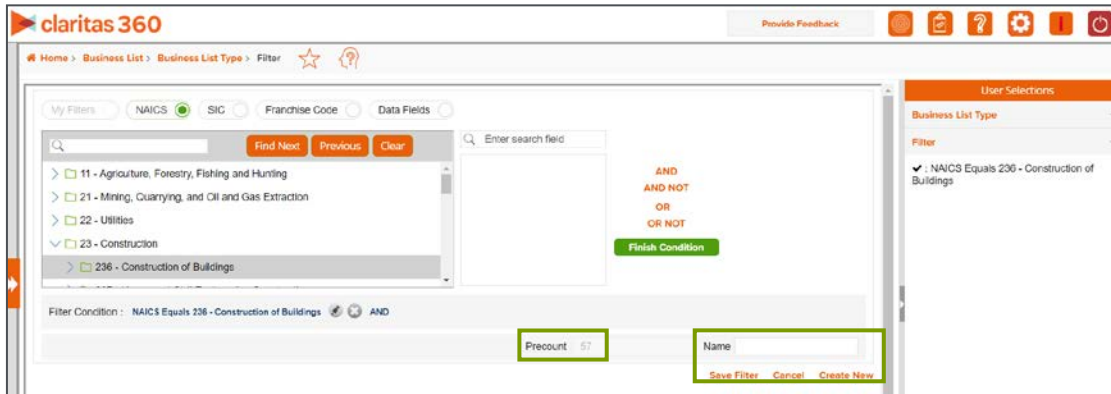 claritas 360
Provide Feedback
Home > Business List > Business List Type > Filter
My Filters NAICS SIC Franchise Code Data Fields
Find Next Previous Clear
Enter search field
11 - Agriculture, Forestry, Fishing and Hunting
21 - Mining, Quarrying, and Oil and Gas Extraction
22 - Utilities
23 - Construction
236 - Construction of Buildings
AND
AND NOT
OR
OR NOT
Finish Condition
Filter Condition : NAICS Equals 236 - Construction of Buildings AND
Precount 57
Name
Save Filter Cancel Create New
User Selections
Business List Type
Filter
✔ : NAICS Equals 236 - Construction of
Buildings